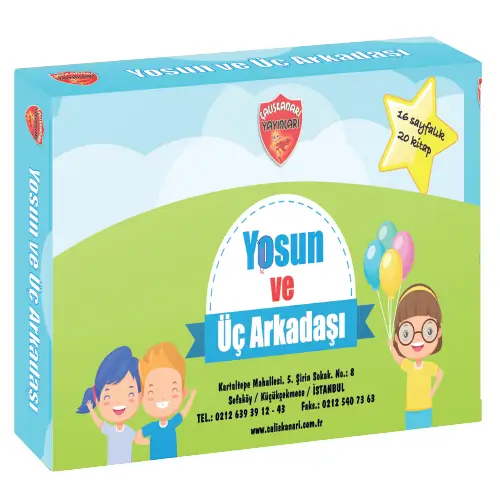 Yosun ve Üç Arkadaşı
ÇALIŞKANARI
YAYINLARI
16 sayfalık
20 kitap
Yosun ve Üç Arkadaşı
Yosun
ve
Üç Arkadaşı
Kartaltepe Mahallesi. 5. Şirin Sokak. No.: 8
Sefaköy / Küçükçekmece / İSTANBUL
TEL.: 0212 639 39 12 - 43 Faks.: 0212 540 73 63
www.caliskanari.com.tr